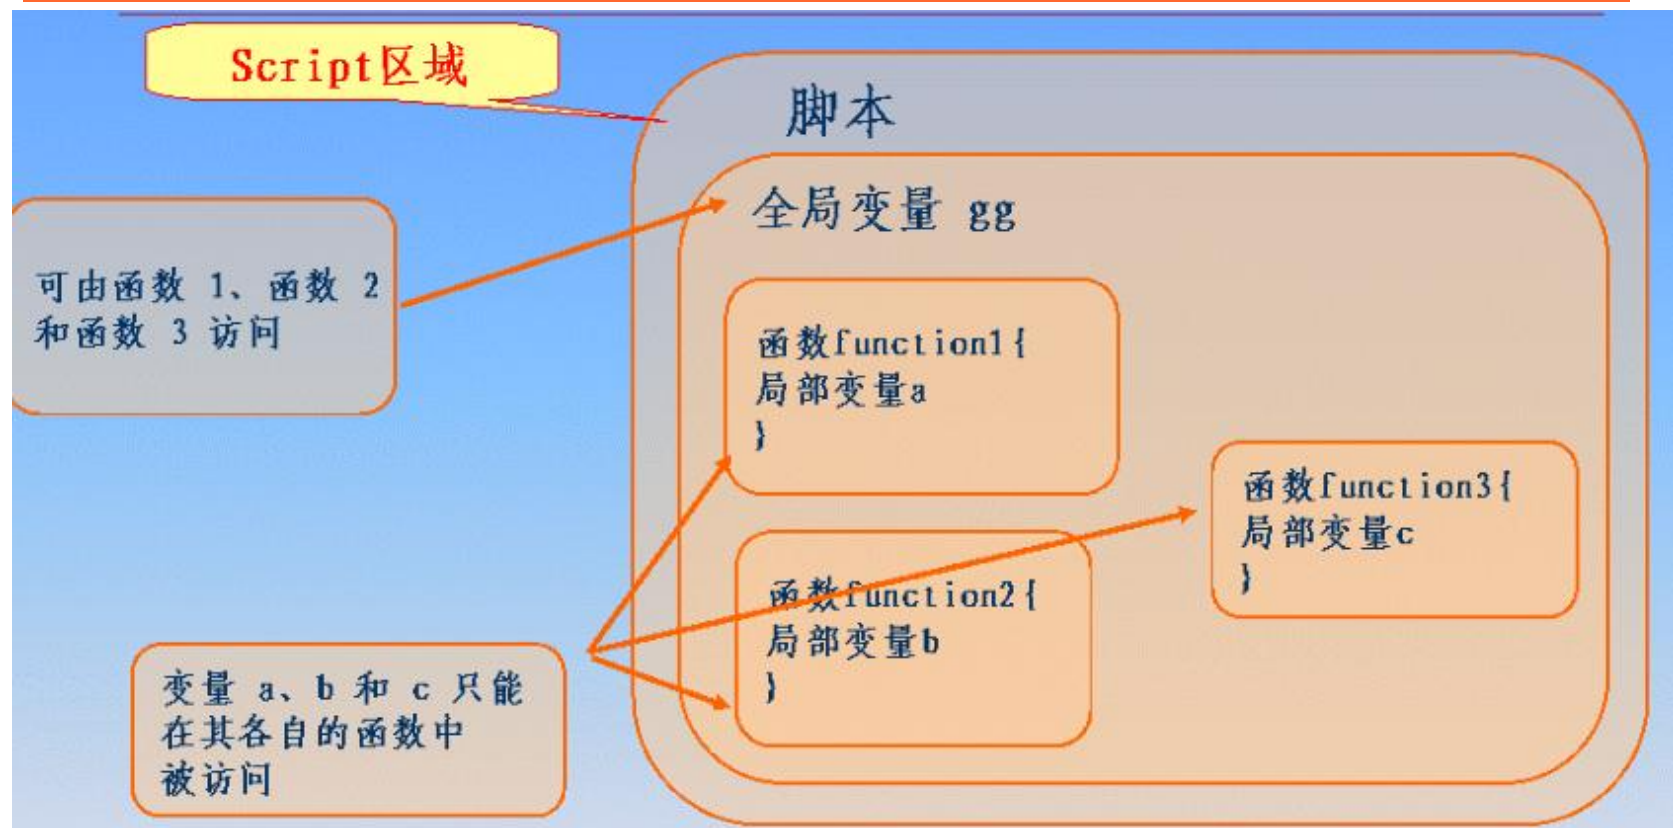 Script区域
脚本
全局变量 gg
可由函数 1、函数 2
和函数 3 访问
函数function1{
局部变量a
}
函数function3{
局部变量c
}
函数function2{
局部变量b
}
变量 a、b 和 c 只能
在其各自的函数中
被访问